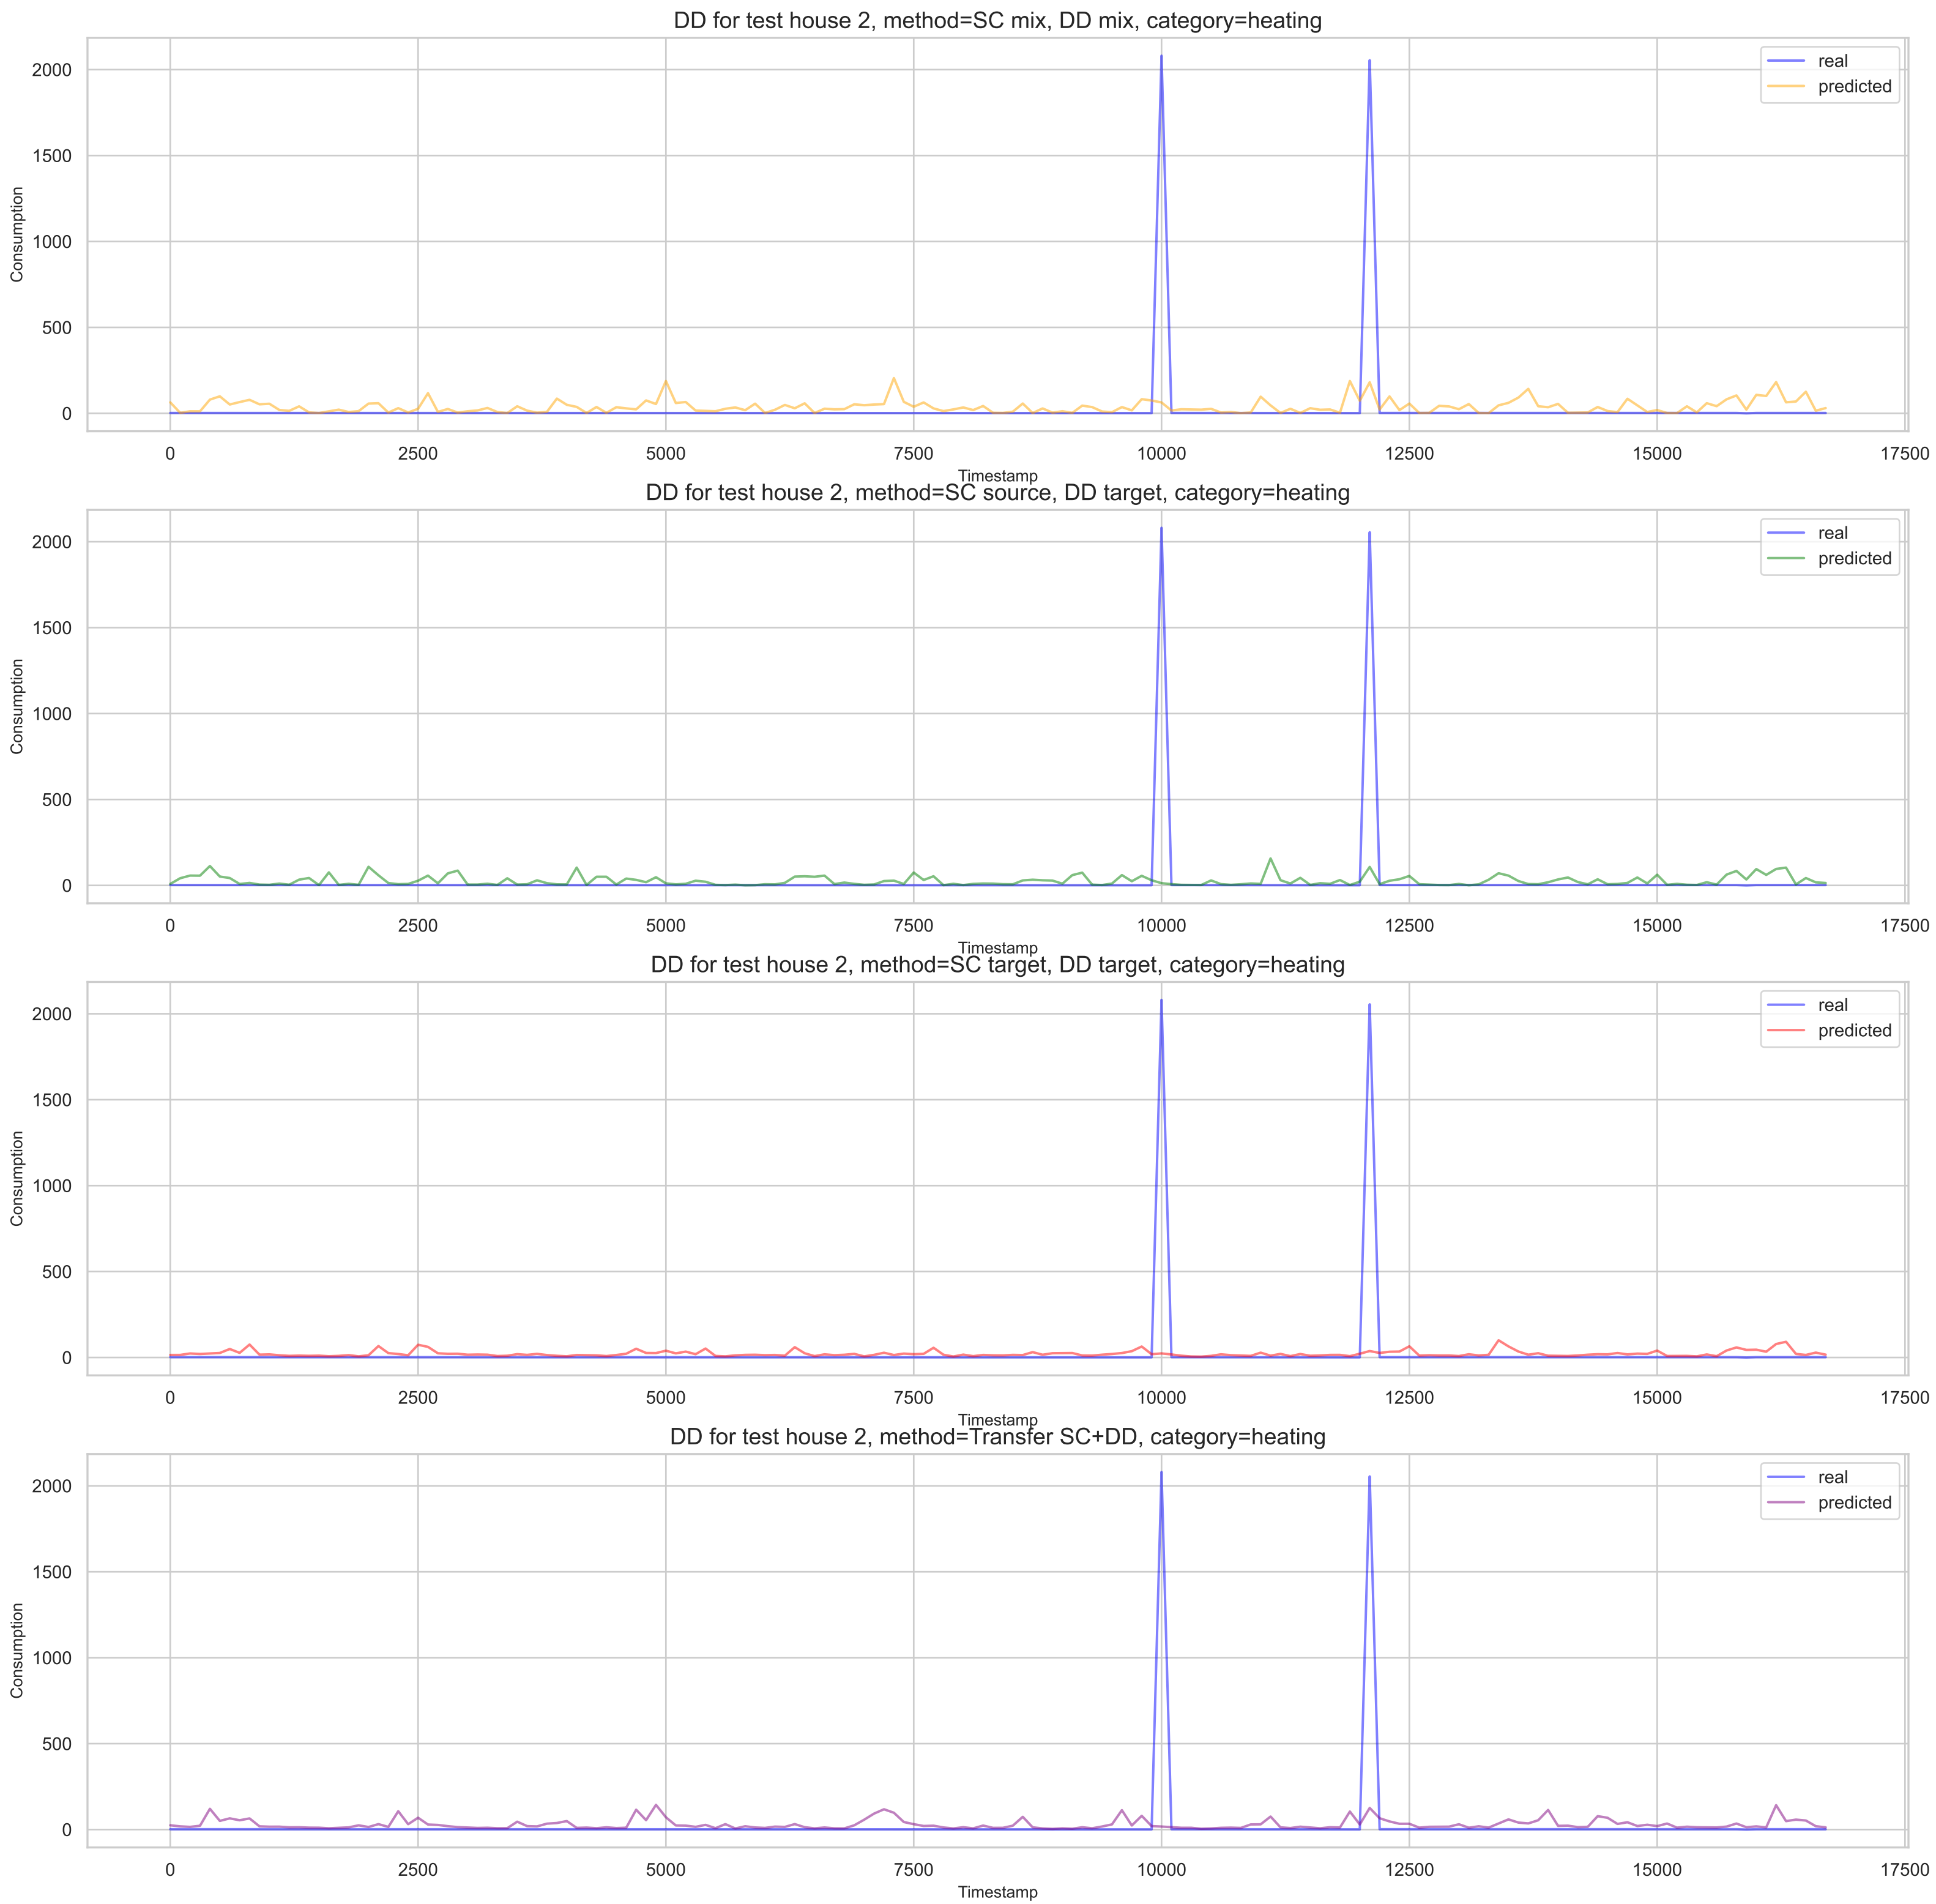 DD for test house 2, method=SC mix, DD mix, category=heating
real
predicted
2000
1500
1000
500
0
Consumption
0 2500 5000 7500 10000 12500 15000 17500
Timestamp
DD for test house 2, method=SC source, DD target, category=heating
real
predicted
2000
1500
1000
500
0
Consumption
0 2500 5000 7500 10000 12500 15000 17500
Timestamp
DD for test house 2, method=SC target, DD target, category=heating
real
predicted
2000
1500
1000
500
0
Consumption
0 2500 5000 7500 10000 12500 15000 17500
Timestamp
DD for test house 2, method=Transfer SC+DD, category=heating
real
predicted
2000
1500
1000
500
0
Consumption
0 2500 5000 7500 10000 12500 15000 17500
Timestamp